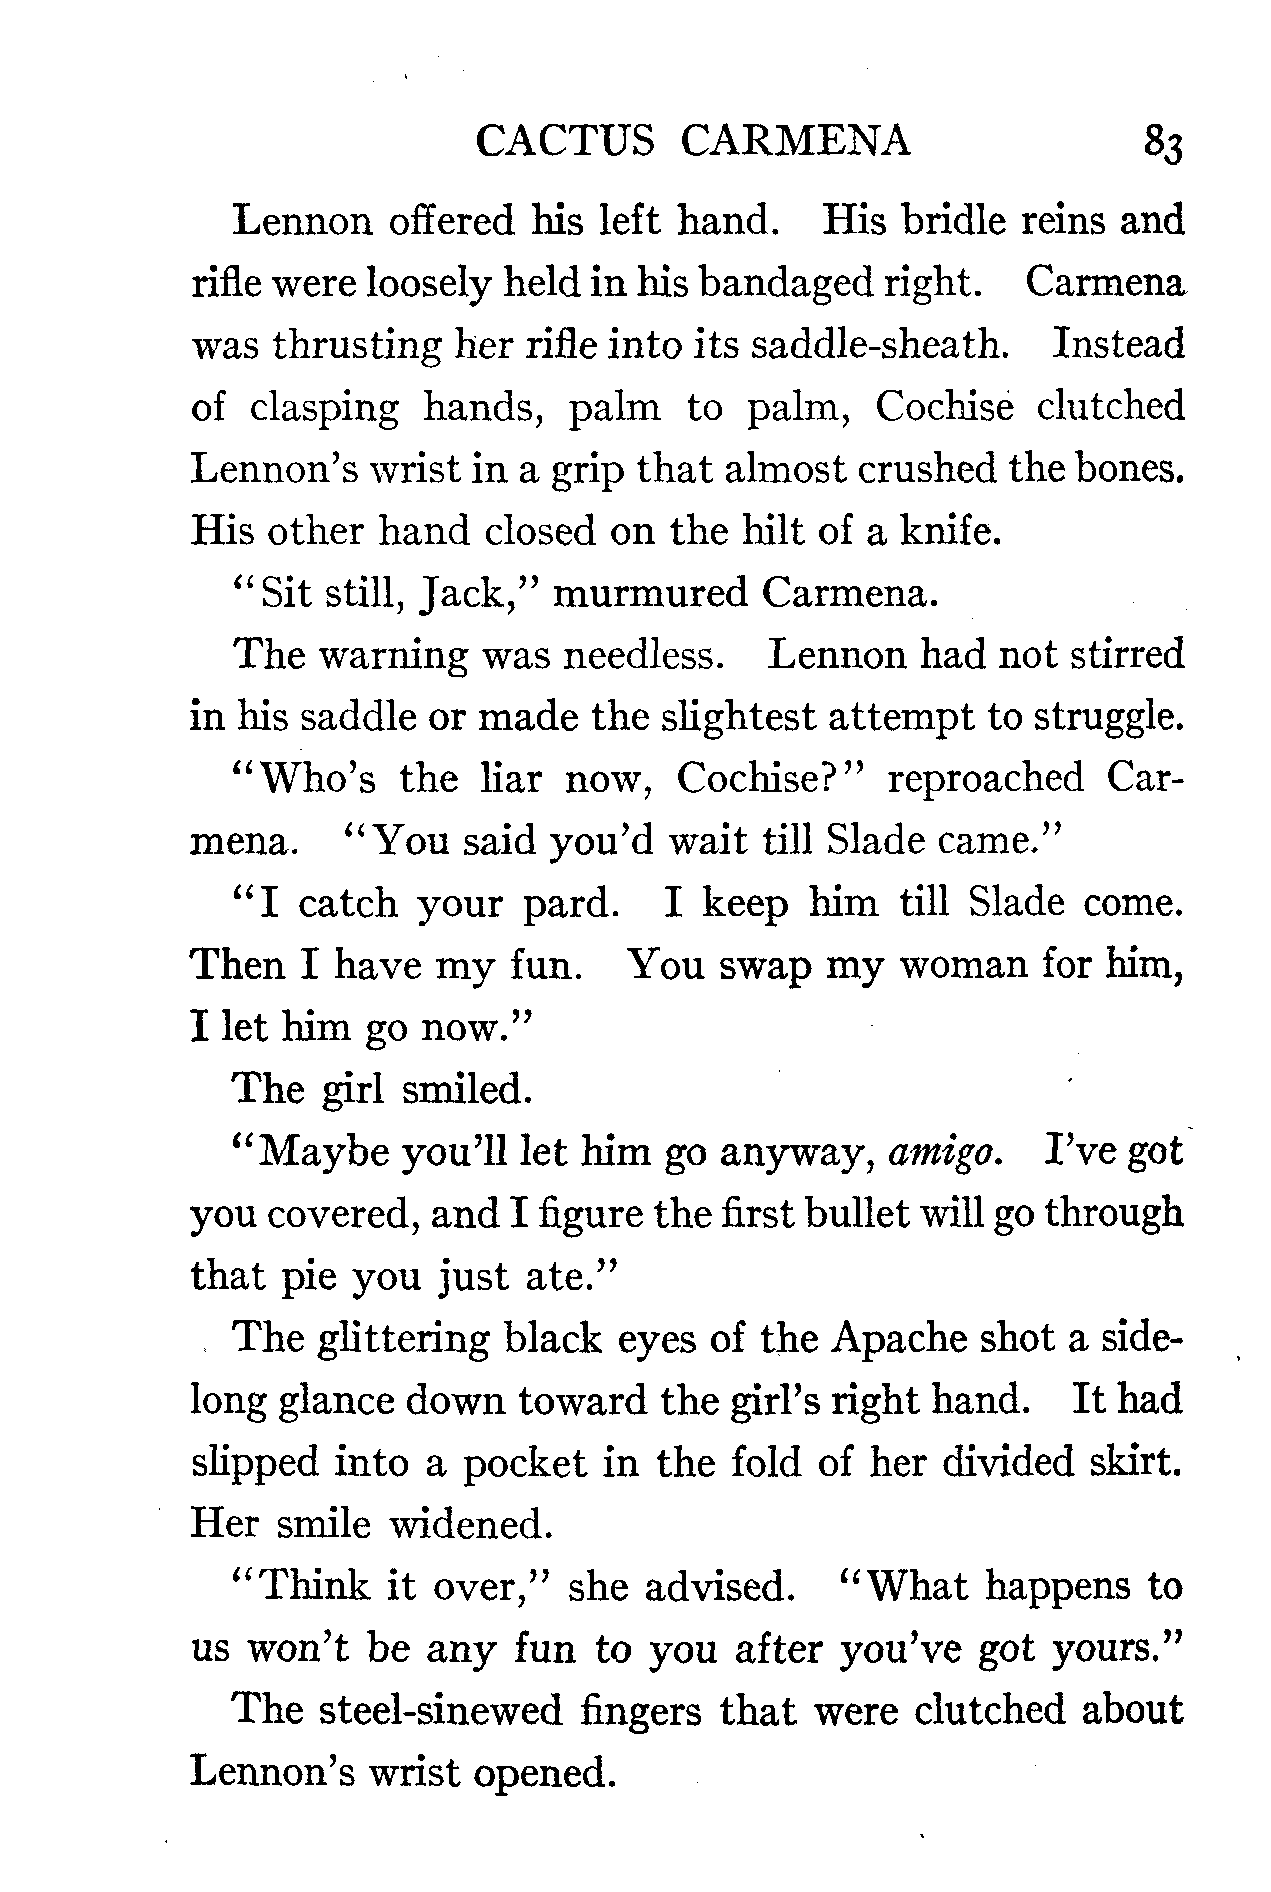 CACTUS CARMENA 83
Lennon offered his left hand. His bridle reins and
rifle were loosely held in his bandaged right. Carmena
was thrusting her rifle into its saddle-sheath. Instead
of clasping hands, palm to palm, Cochise clutched
Lennon's wrist in a grip that almost crushed the bones.
His other hand closed on the hilt of a knife.
"Sit still, Jack," murmured Carmena.
The warning was needless. Lennon had not stirred
in his saddle or made the slightest attempt to struggle.
"Who's the liar now, Cochise?" reproached Car-
mena. "You said you'd wait till Slade came."
"I catch your pard. I keep him till Slade come.
Then I have my fun. You swap my woman for him,
I let him go now."
The girl smiled.
"Maybe you'll let him go anyway, amigo. I've got
you covered, and I figure the first bullet will go through
that pie you just ate."
The glittering black eyes of the Apache shot a side-
long glance down toward the girl's right hand. It had
slipped into a pocket in the fold of her divided skirt.
Her smile widened.
"Think it over," she advised. "What happens to
us won't be any fun to you after you've got yours."
The steel-sinewed fingers that were clutched about
Lennon's wrist opened.